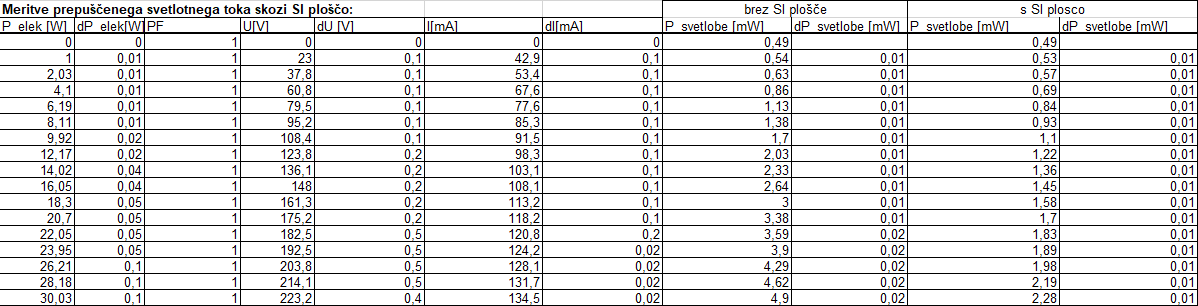 Meritve prepuščenega svetlotnega toka skozi SI ploščo: brez SI plošče s SI plosco
P_elek [W] dP_elek[W] PF U[V] dU [V] I[mA] dI[mA] P_svetlobe [mW] dP_svetlobe [mW] P_svetlobe [mW] dP_svetlobe [mW]
0 0 1 0 0 0 0 0,49 0,49
1 0,01 1 23 0,1 42,9 0,1 0,54 0,01 0,53 0,01
2,03 0,01 1 37,8 0,1 53,4 0,1 0,63 0,01 0,57 0,01
4,1 0,01 1 60,8 0,1 67,6 0,1 0,86 0,01 0,69 0,01
6,19 0,01 1 79,5 0,1 77,6 0,1 1,13 0,01 0,84 0,01
8,11 0,01 1 95,2 0,1 85,3 0,1 1,38 0,01 0,93 0,01
9,92 0,02 1 108,4 0,1 91,5 0,1 1,7 0,01 1,1 0,01
12,17 0,02 1 123,8 0,2 98,3 0,1 2,03 0,01 1,22 0,01
14,02 0,04 1 136,1 0,2 103,1 0,1 2,33 0,01 1,36 0,01
16,05 0,04 1 148 0,2 108,1 0,1 2,64 0,01 1,45 0,01
18,3 0,05 1 161,3 0,2 113,2 0,1 3 0,01 1,58 0,01
20,7 0,05 1 175,2 0,2 118,2 0,1 3,38 0,01 1,7 0,01
22,05 0,05 1 182,5 0,5 120,8 0,2 3,59 0,02 1,83 0,01
23,95 0,05 1 192,5 0,5 124,2 0,02 3,9 0,02 1,89 0,01
26,21 0,1 1 203,8 0,5 128,1 0,02 4,29 0,02 1,98 0,01
28,18 0,1 1 214,1 0,5 131,7 0,02 4,62 0,02 2,19 0,01
30,03 0,1 1 223,2 0,4 134,5 0,02 4,9 0,02 2,28 0,01